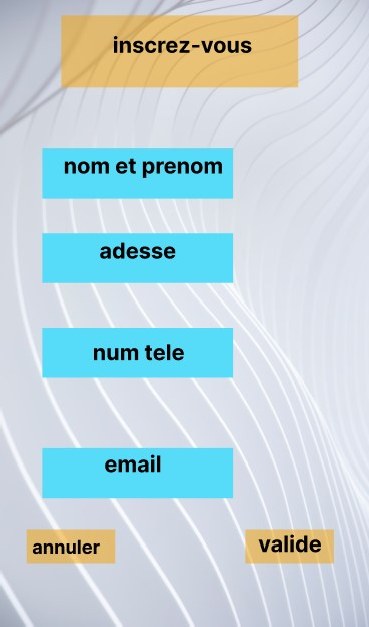 inscrez-vous
nom et prenom
adesse
num tele
email
annuler
valide